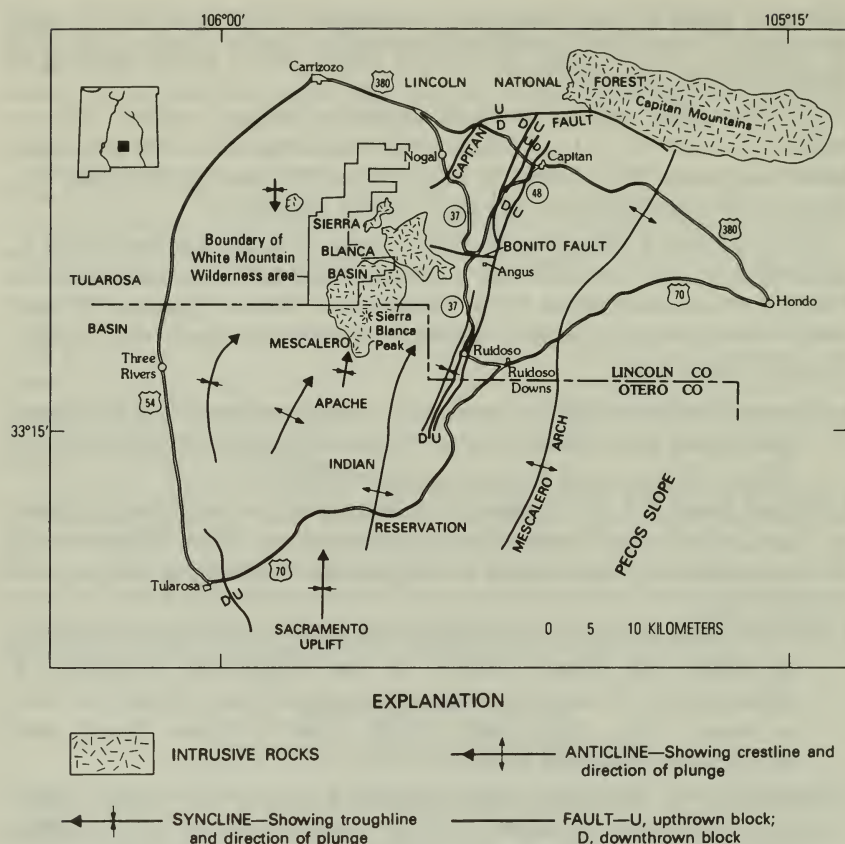 106°00′
105°15′
Carrizozo
380
LINCOLN NATIONAL FOREST
Capitan Mountains
U
D
D
U
FAULT
U
D
CAPITAN
Nogal
Capitan
48
D U
37
SIERRA
BLANCA
BASIN
Boundary of
White Mountain
Wilderness area
BONITO FAULT
Angus
380
70
Hondo
TULAROSA
BASIN
37
Sierra
Blanca
Peak
MESCALERO
APACHE
INDIAN
RESERVATION
Three
Rivers
54
Ruidoso
Ruidoso
Downs
LINCOLN CO
OTERO CO
33°15′
D U
MESCALERO ARCH
PECOS SLOPE
Tularosa
70
D U
SACRAMENTO
UPLIFT
0 5 10 KILOMETERS
EXPLANATION
INTRUSIVE ROCKS
ANTICLINE—Showing crestline and
direction of plunge
SYNCLINE—Showing troughline
and direction of plunge
FAULT—U, upthrown block;
D, downthrown block